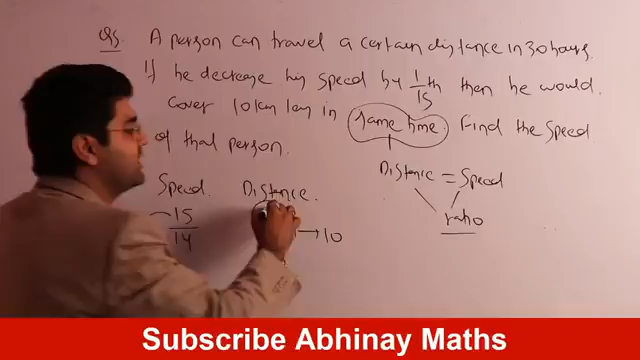 Qs. A person can travel a certain distance in 30 hours.
If he decrease his speed by 1/15 th then he would
cover 10 km less in same time. Find the speed
of that person.
Distance = Speed
ratio
Speed Distance
15
14 → 10
Subscribe Abhinay Maths